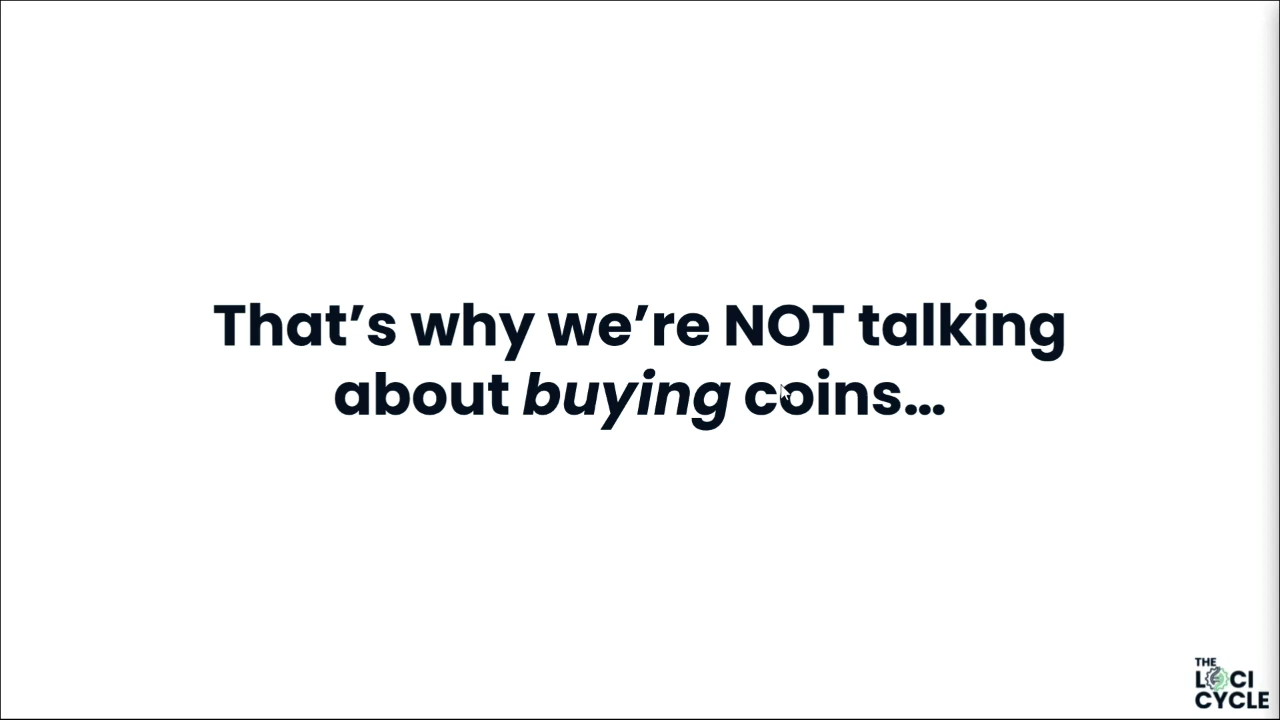 That’s why we’re NOT talking
about buying coins…
THE
LOCI
CYCLE